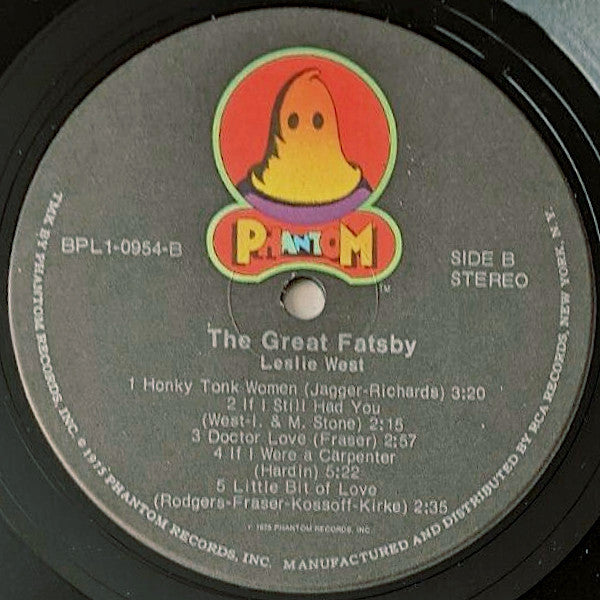 PHANTOM
TM
BPL1-0954-B
SIDE B
STEREO
The Great Fatsby
Leslie West
1 Honky Tonk Women (Jagger-Richards) 3:20
2 If I Still Had You
(West-I. & M. Stone) 2:15
3 Doctor Love (Fraser) 2:57
4 If I Were a Carpenter
(Hardin) 5:22
5 Little Bit of Love
(Rodgers-Fraser-Kossoff-Kirke) 2:35
℗ 1975 PHANTOM RECORDS, INC.
TMK BY PHANTOM RECORDS, INC. © 1975 PHANTOM RECORDS, INC. MANUFACTURED AND DISTRIBUTED BY RCA RECORDS, NEW YORK, N.Y.